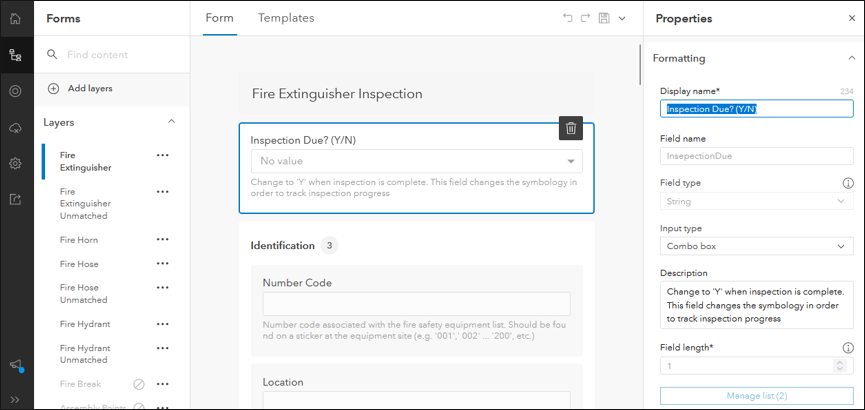 Forms
Find content
Add layers
Layers
Fire
Extinguisher
Fire
Extinguisher
Unmatched
Fire Horn
Fire Hose
Fire Hose
Unmatched
Fire Hydrant
Fire Hydrant
Unmatched
Fire Break
Assembly Points
Form
Templates
Fire Extinguisher Inspection
Inspection Due? (Y/N)
No value
Change to 'Y' when inspection is complete. This field changes the symbology in
order to track inspection progress
Identification 3
Number Code
Number code associated with the fire safety equipment list. Should be fou
nd on a sticker at the equipment site (e.g. '001',' 002' ... '200', etc.)
Location
Properties
Formatting
Display name* 234
Inspection Due? (Y/N)
Field name
InsepectionDue
Field type
String
Input type
Combo box
Description
Change to 'Y' when inspection is complete.
This field changes the symbology in order
to track inspection progress
Field length*
1
Manage list (2)